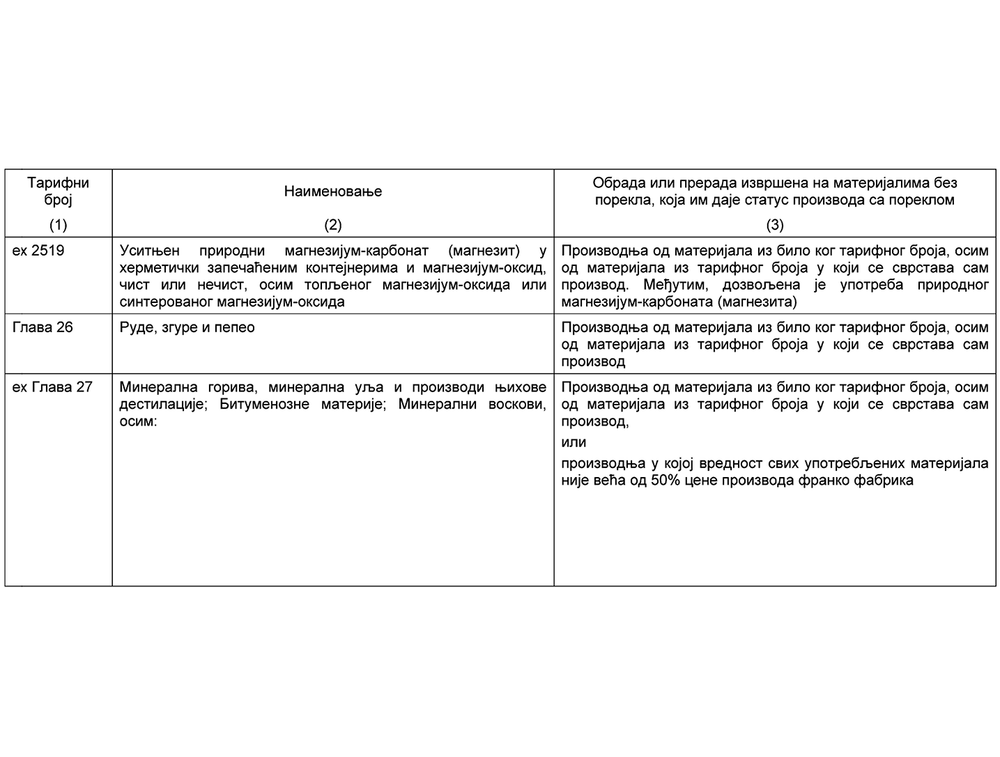 Тарифни
број
(1)
Наименовање
(2)
Обрада или прерада извршена на материјалима без
порекла, која им даје статус производа са пореклом
(3)
ex 2519
Уситњен природни магнезијум-карбонат (магнезит) у
херметички запечаћеним контејнерима и магнезијум-оксид,
чист или нечист, осим топљеног магнезијум-оксида или
синтерованог магнезијум-оксида
Производња од материјала из било ког тарифног броја, осим
од материјала из тарифног броја у који се сврстава сам
производ. Међутим, дозвољена је употреба природног
магнезијум-карбоната (магнезита)
Глава 26
Руде, згуре и пепео
Производња од материјала из било ког тарифног броја, осим
од материјала из тарифног броја у који се сврстава сам
производ
ex Глава 27
Минерална горива, минерална уља и производи њихове
дестилације; Битуменозне материје; Минерални воскови,
осим:
Производња од материјала из било ког тарифног броја, осим
од материјала из тарифног броја у који се сврстава сам
производ,
или
производња у којој вредност свих употребљених материјала
није већа од 50% цене производа франко фабрика